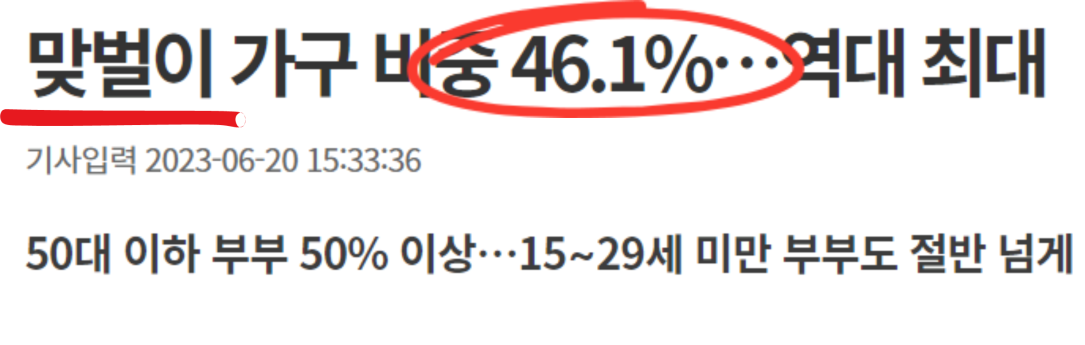 맞벌이 가구 비중 46.1%…역대 최대
기사입력 2023-06-20 15:33:36
50대 이하 부부 50% 이상…15~29세 미만 부부도 절반 넘게